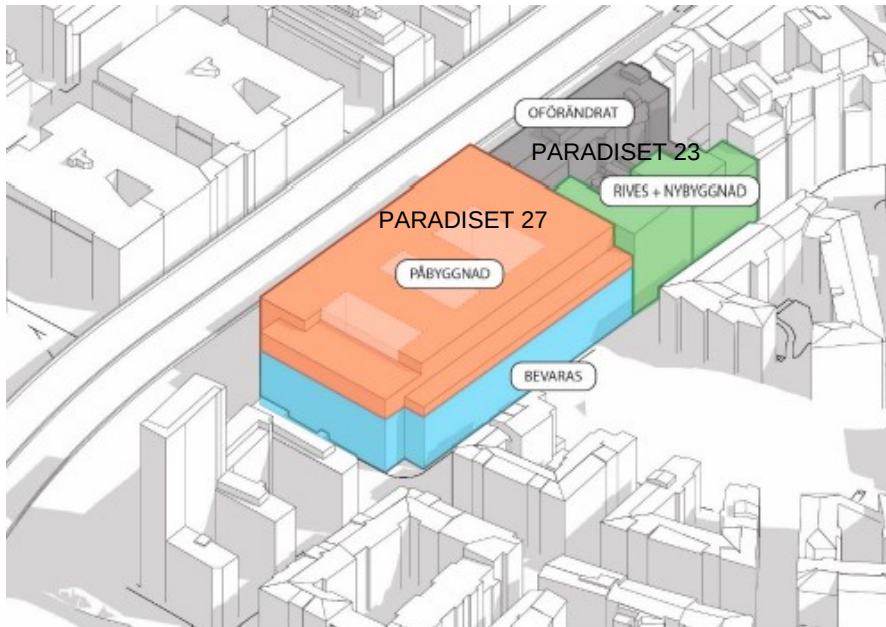 OFÖRÄNDRAT
PARADISET 23
RIVES + NYBYGGNAD
PARADISET 27
PÅBYGGNAD
BEVARAS